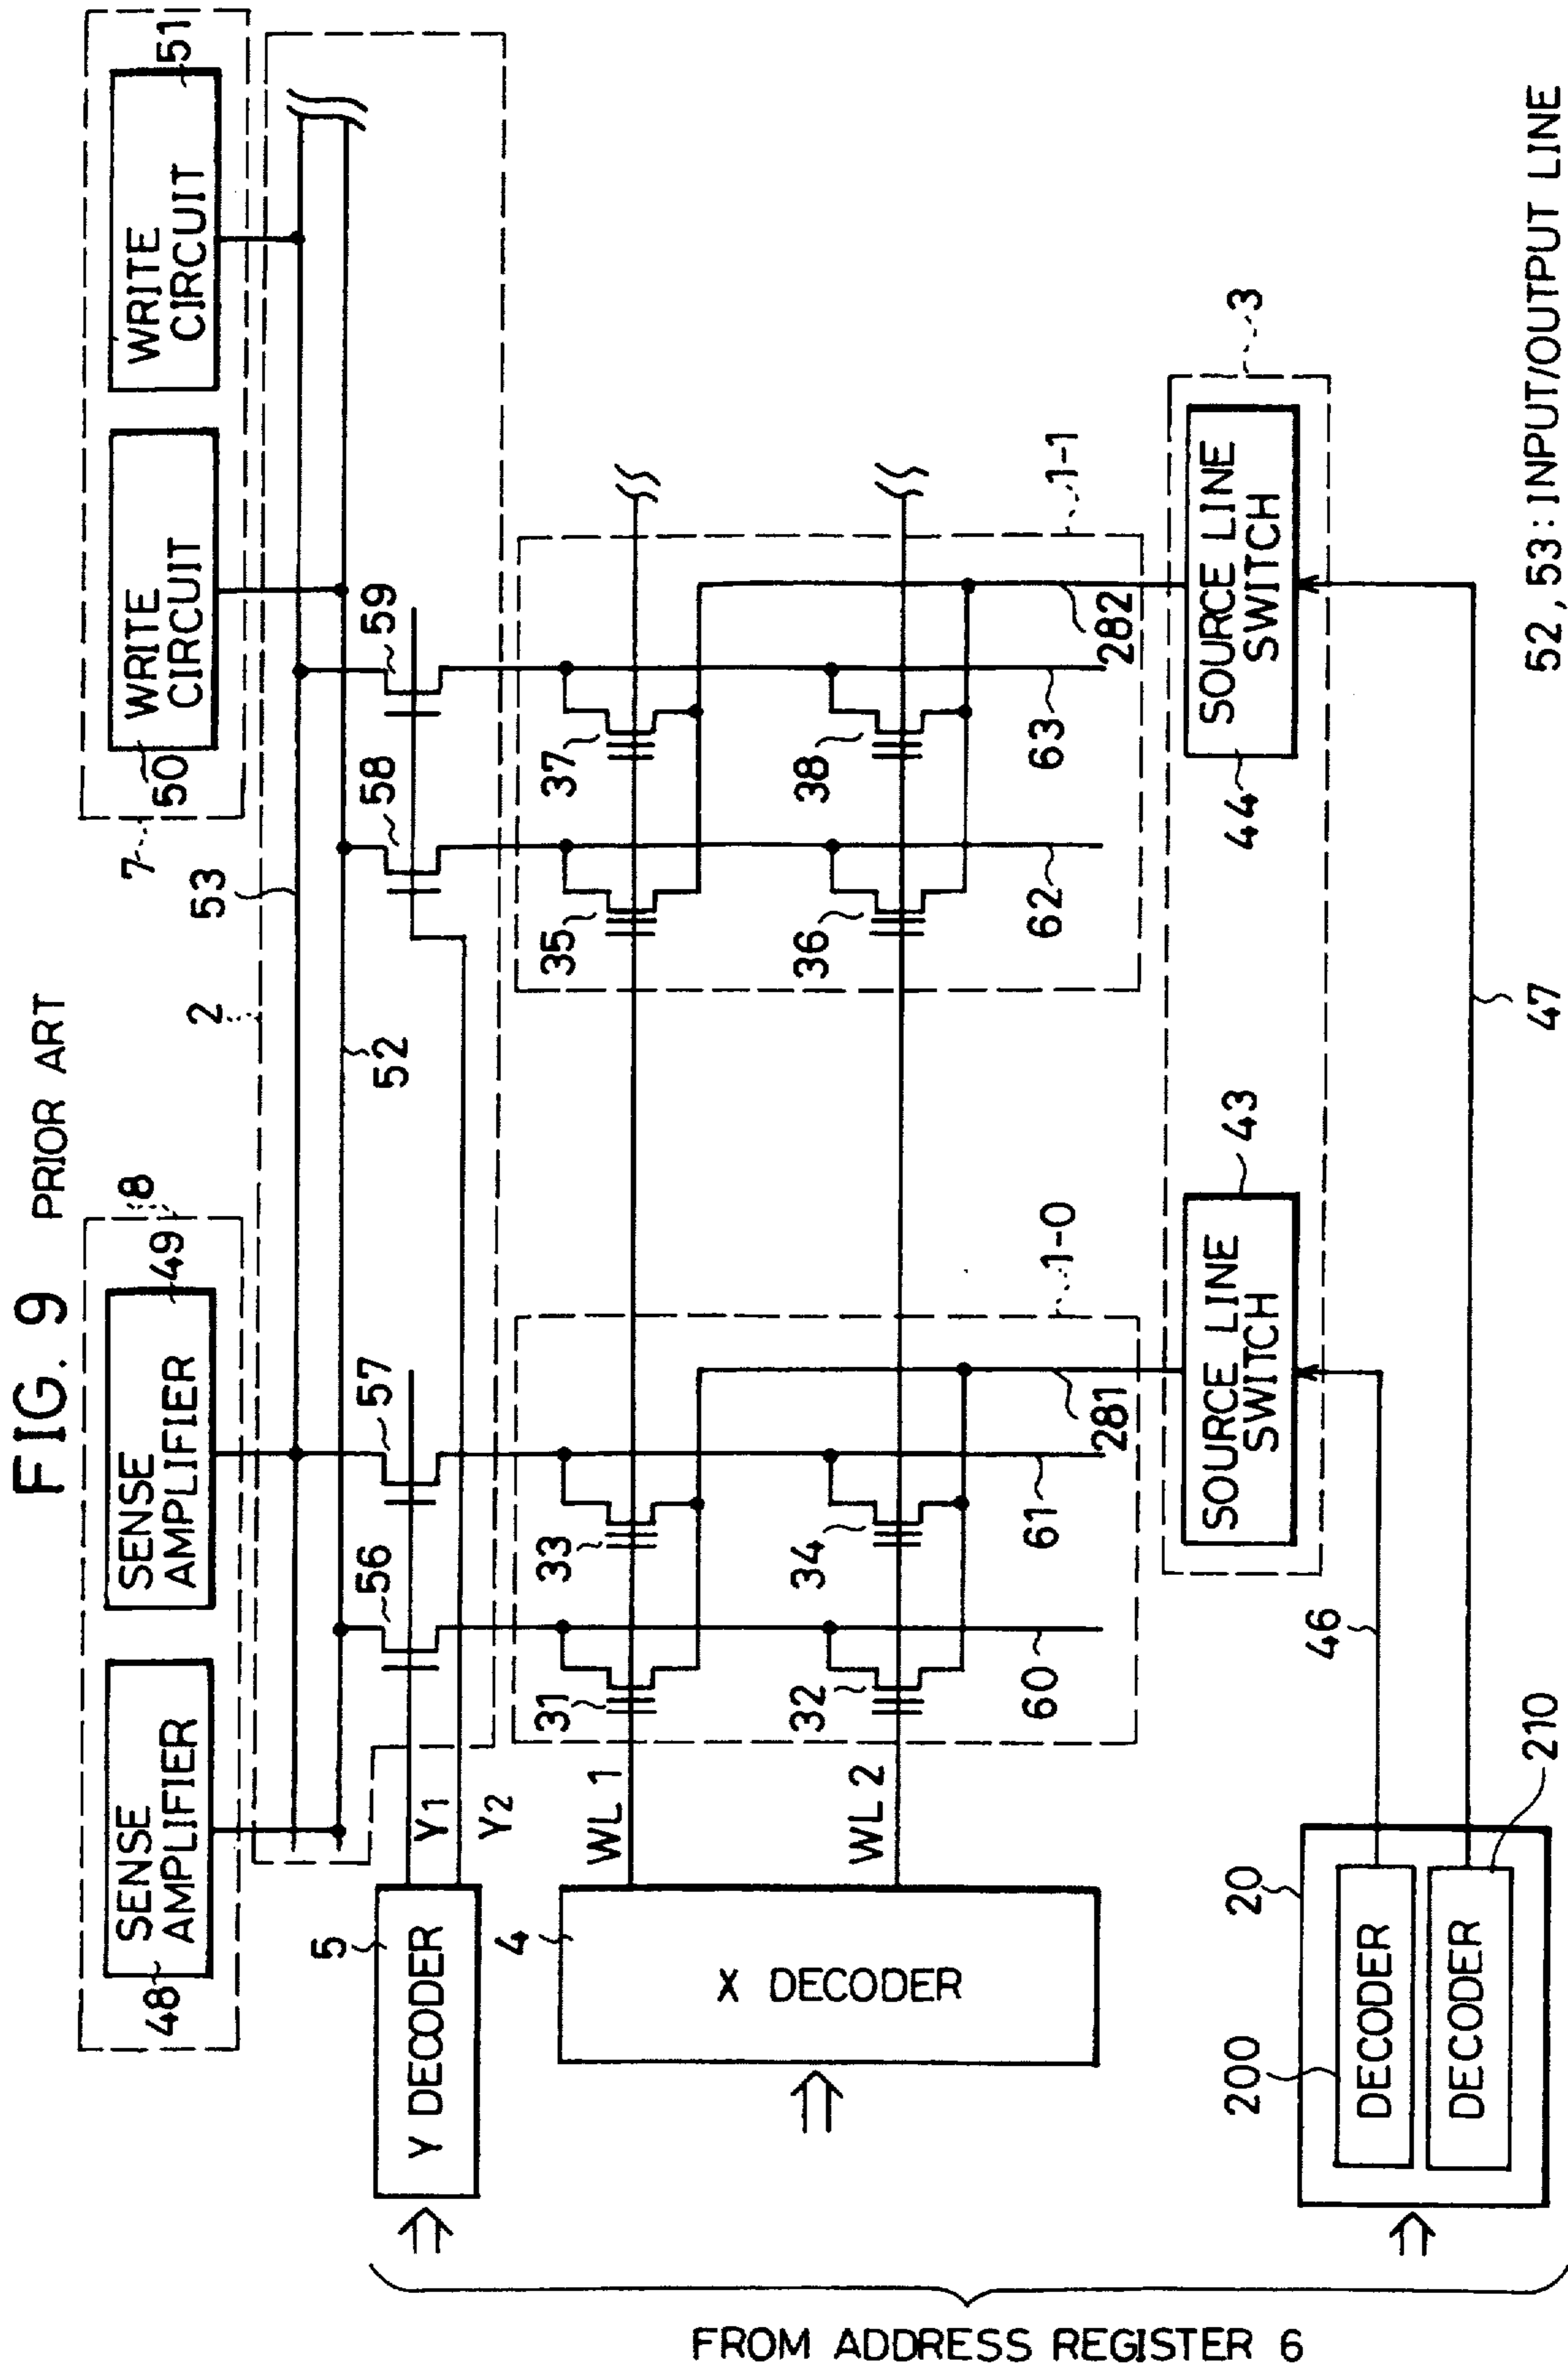 FIG. 9 PRIOR ART
8
SENSE
AMPLIFIER
48
SENSE
AMPLIFIER
49
7
WRITE
CIRCUIT
50
WRITE
CIRCUIT
51
2
53
52
5
Y DECODER
Y1
Y2
56
57
58
59
4
X DECODER
WL 1
WL 2
31
33
32
34
60
61
281
1-0
35
37
36
38
62
63
282
1-1
3
SOURCE LINE
SWITCH
43
SOURCE LINE
SWITCH
44
46
47
20
200
DECODER
DECODER
210
FROM ADDRESS REGISTER 6
52, 53: INPUT/OUTPUT LINE